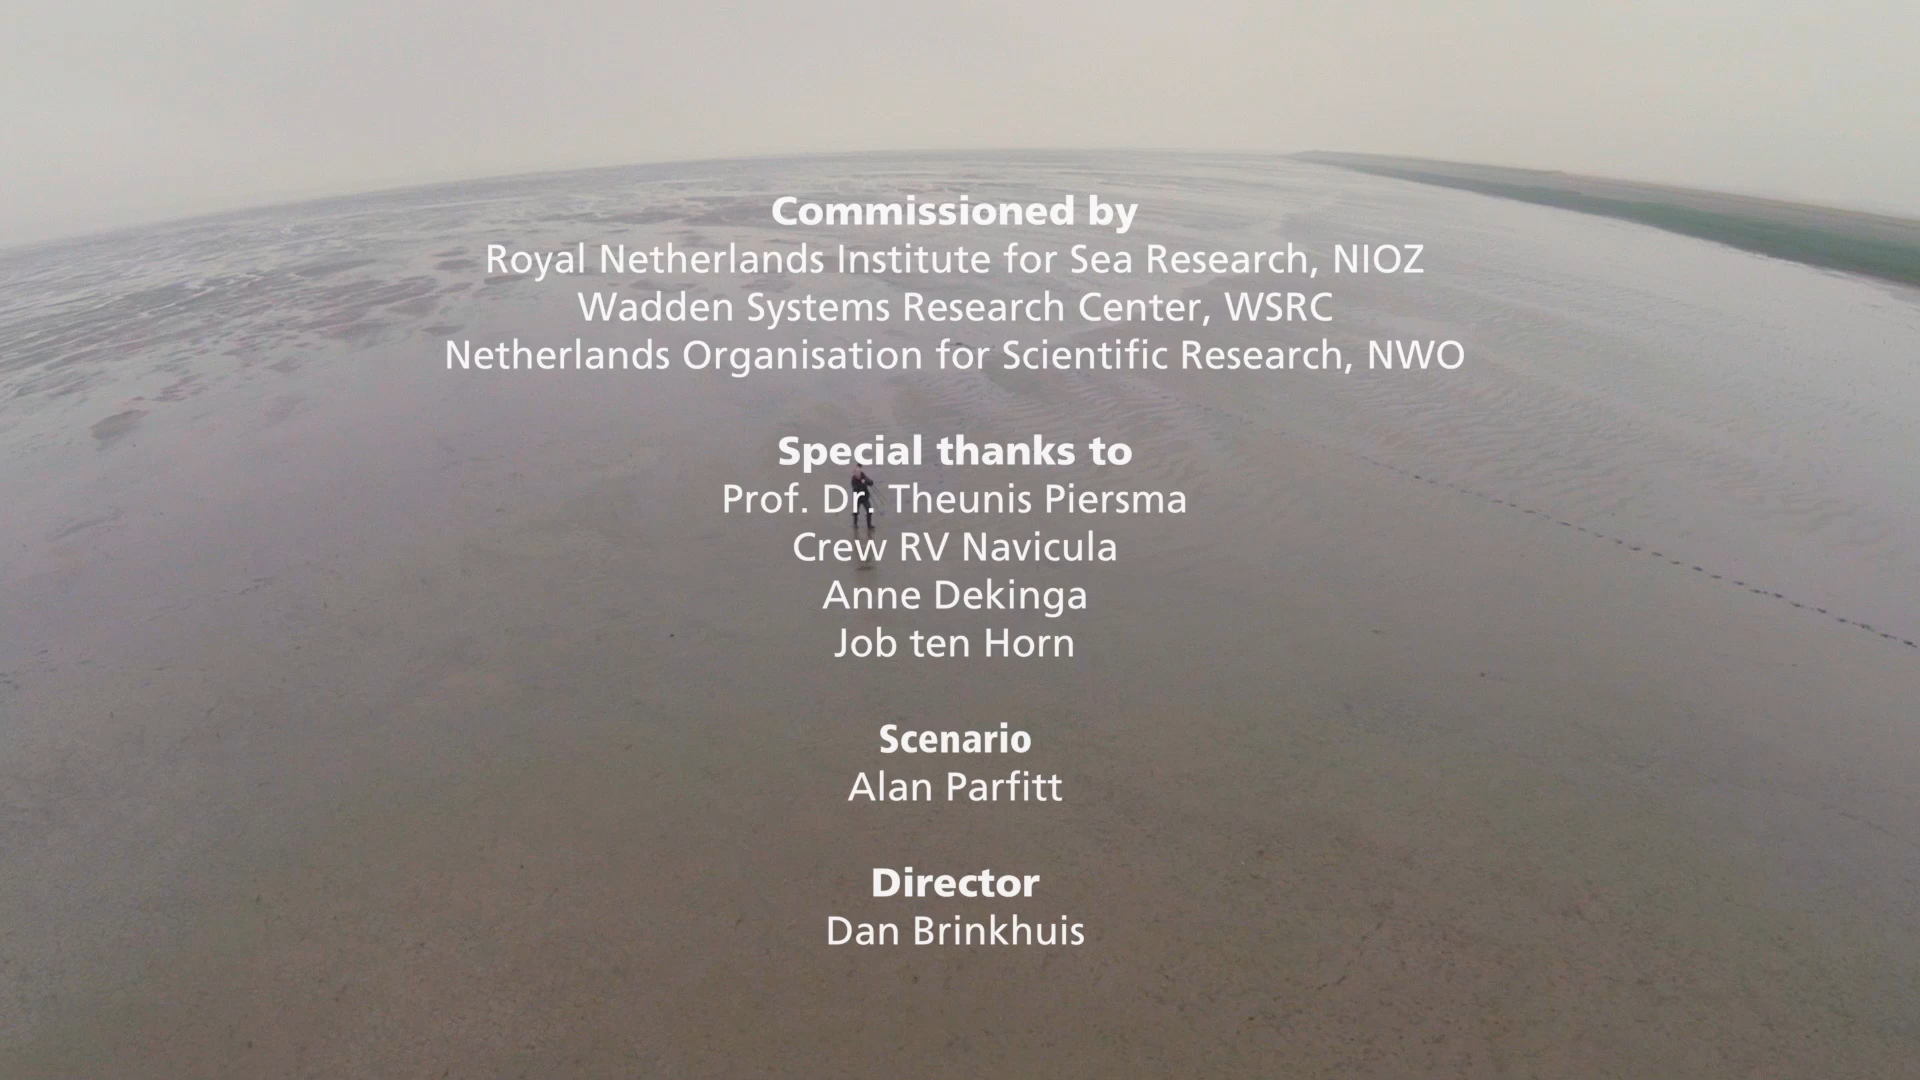 Commissioned by
Royal Netherlands Institute for Sea Research, NIOZ
Wadden Systems Research Center, WSRC
Netherlands Organisation for Scientific Research, NWO
Special thanks to
Prof. Dr. Theunis Piersma
Crew RV Navicula
Anne Dekinga
Job ten Horn
Scenario
Alan Parfitt
Director
Dan Brinkhuis